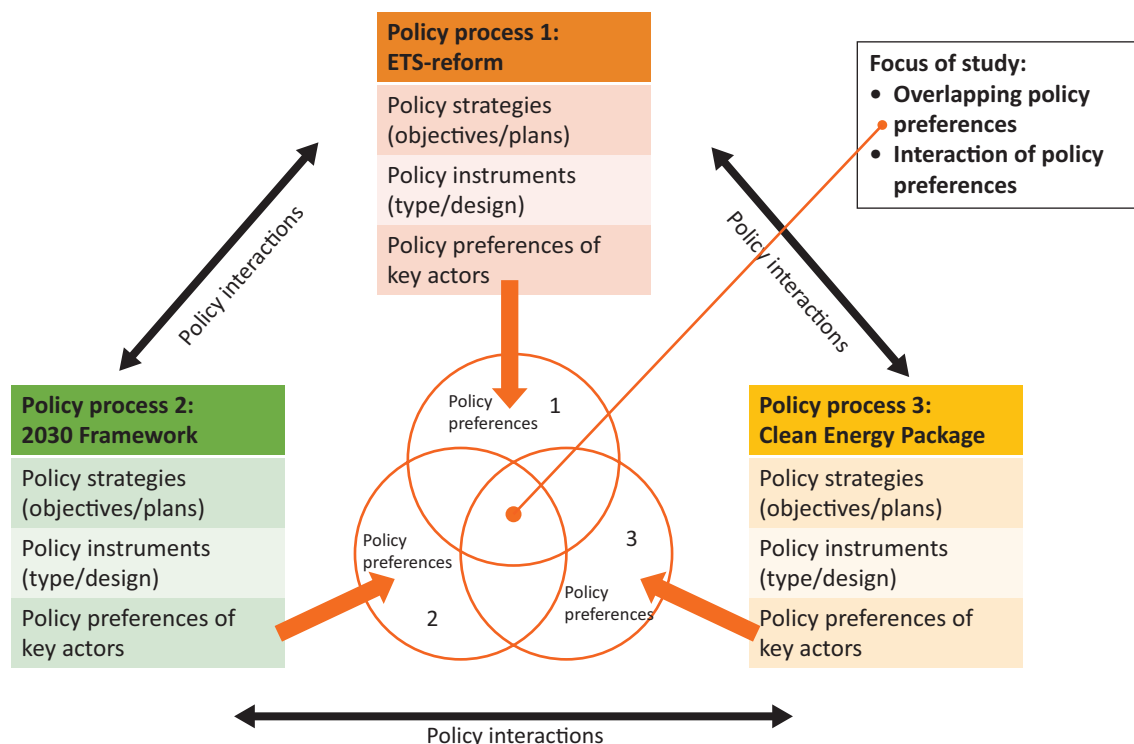 Policy process 1:
ETS-reform
Policy strategies
(objectives/plans)
Policy instruments
(type/design)
Policy preferences of
key actors
Focus of study:
• Overlapping policy
preferences
• Interaction of policy
preferences
Policy interactions
Policy interactions
Policy process 2:
2030 Framework
Policy strategies
(objectives/plans)
Policy instruments
(type/design)
Policy preferences of
key actors
Policy
preferences
1
Policy
preferences
2
3
Policy
preferences
Policy process 3:
Clean Energy Package
Policy strategies
(objectives/plans)
Policy instruments
(type/design)
Policy preferences of
key actors
Policy interactions